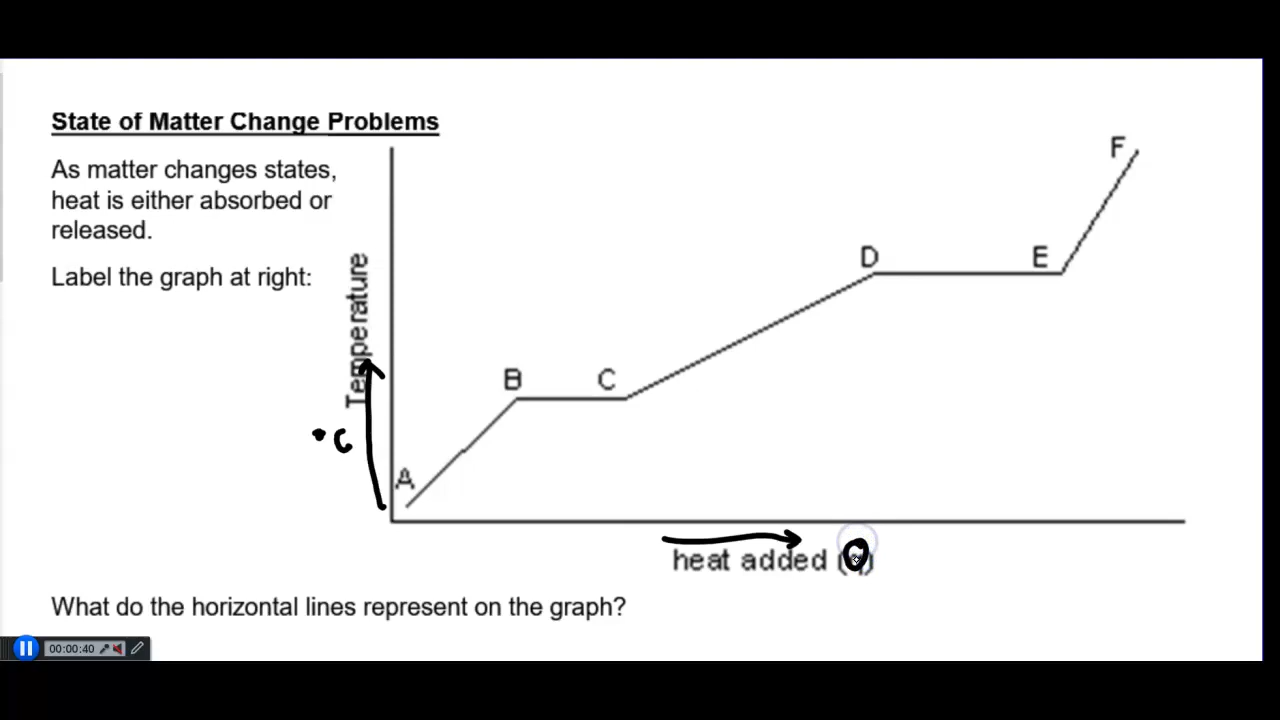 State of Matter Change Problems
As matter changes states,
heat is either absorbed or
released.
Label the graph at right:
Temperature
°C
A
B
C
D
E
F
heat added
What do the horizontal lines represent on the graph?
00:00:40